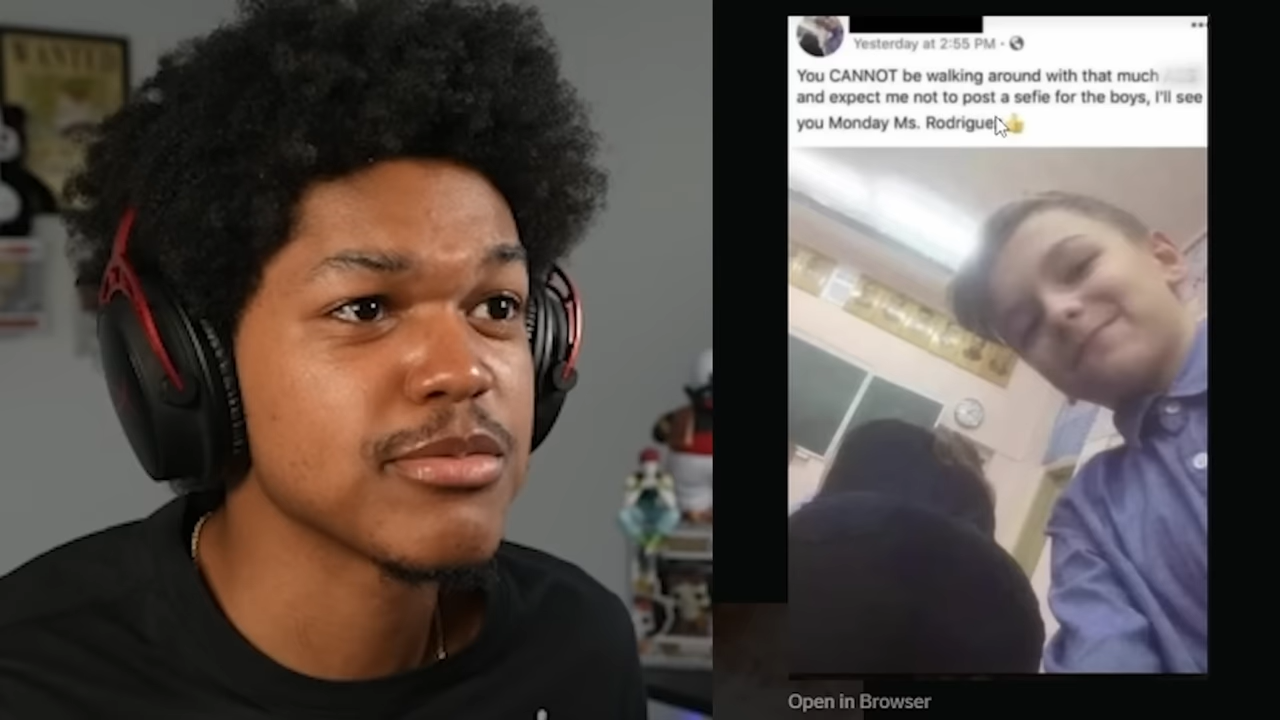 WANTED
Yesterday at 2:55 PM ·
You CANNOT be walking around with that much
and expect me not to post a sefie for the boys, I'll see
you Monday Ms. Rodrigue
Open in Browser